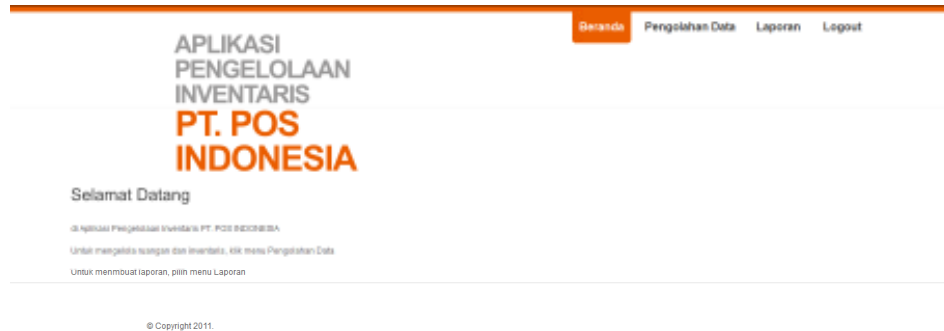 Beranda Pengolahan Data Laporan Logout
APLIKASI
PENGELOLAAN
INVENTARIS
PT. POS
INDONESIA
Selamat Datang
di Aplikasi Pengelolaan Inventaris PT. POS INDONESIA
Untuk mengelola ruangan dan inventaris, klik menu Pengolahan Data
Untuk menmbuat laporan, pilih menu Laporan
© Copyright 2011.